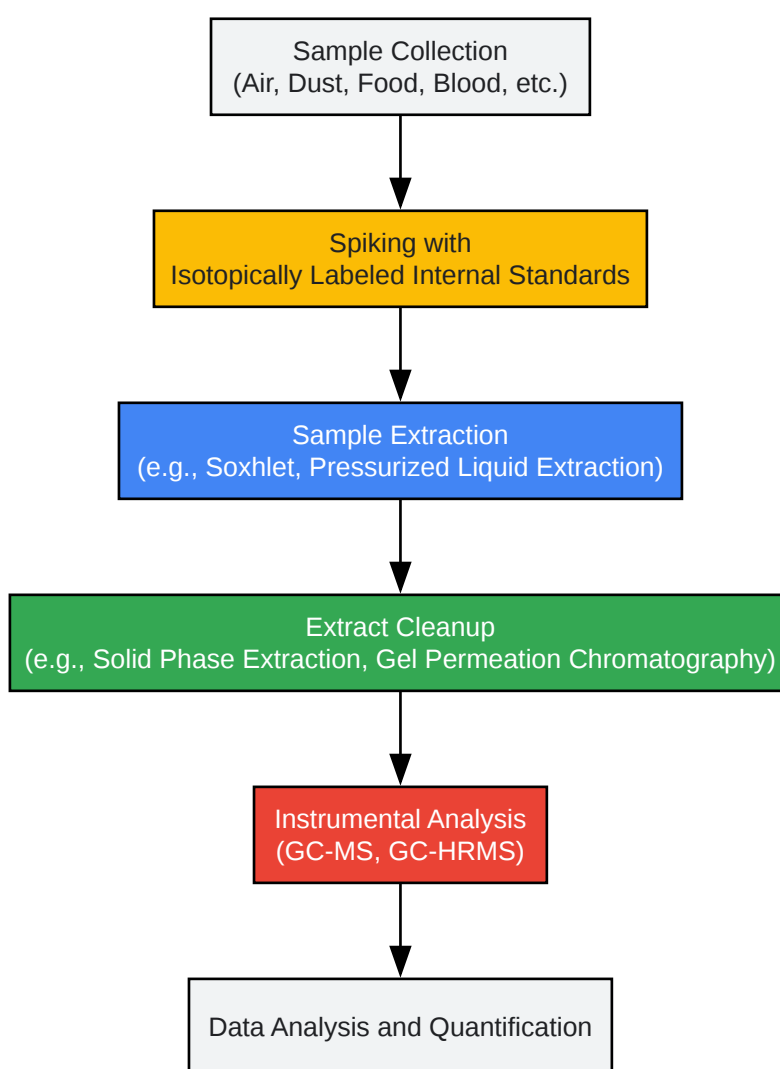 Sample Collection
(Air, Dust, Food, Blood, etc.)
Spiking with
Isotopically Labeled Internal Standards
Sample Extraction
(e.g., Soxhlet, Pressurized Liquid Extraction)
Extract Cleanup
(e.g., Solid Phase Extraction, Gel Permeation Chromatography)
Instrumental Analysis
(GC-MS, GC-HRMS)
Data Analysis and Quantification